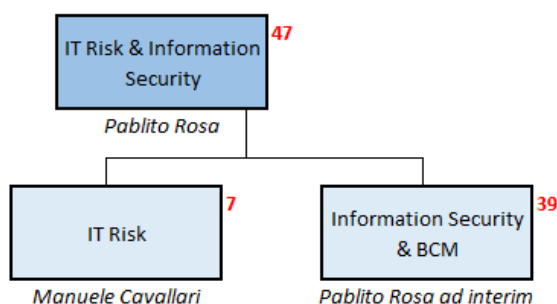 IT Risk & Information
Security
47
Pablito Rosa
IT Risk
7
Manuele Cavallari
Information Security
& BCM
39
Pablito Rosa ad interim